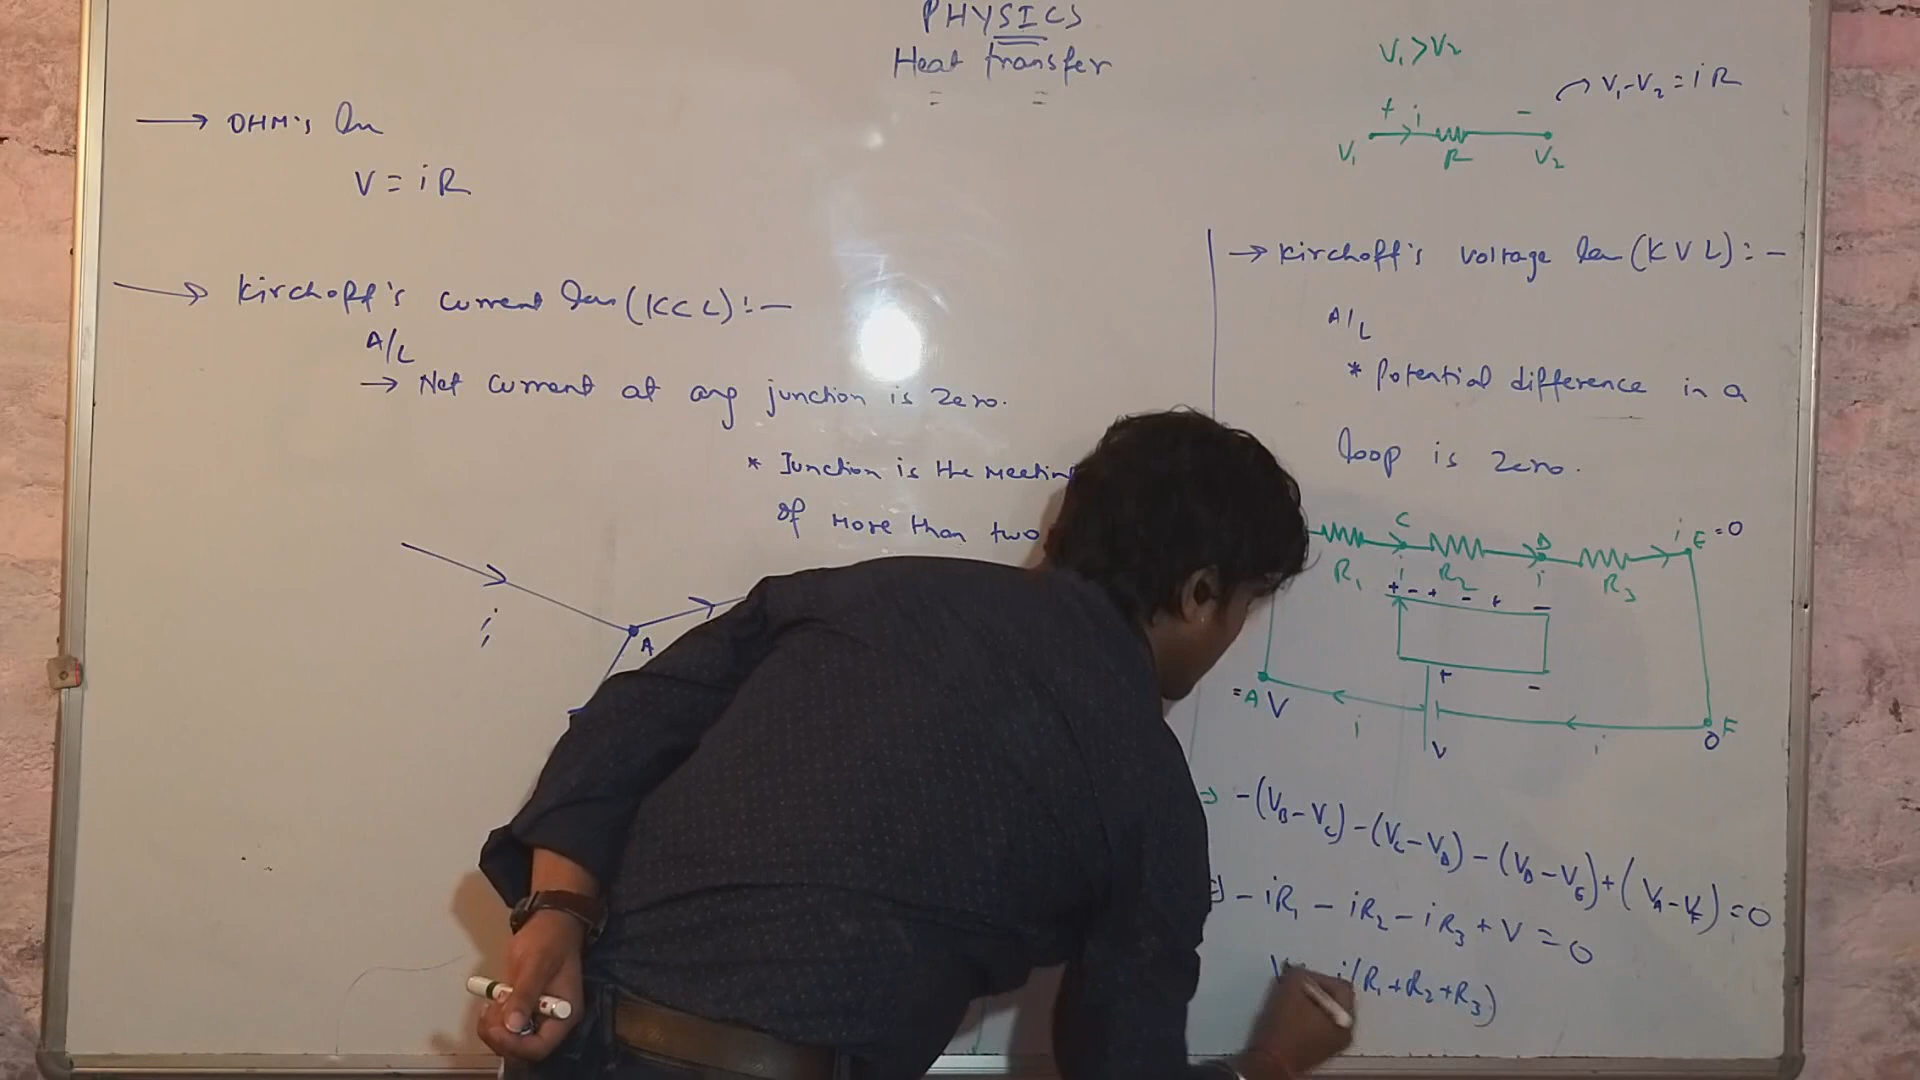 PHYSICS
Heat transfer
→ OHM's law
V = iR
→ Kirchoff's current law (KCL):-
A/L
→ Net current at any junction is zero.
* Junction is the meetin
of more than two
i
A
V₁ > V₂
+ i -
V₁ R V₂
V₁-V₂ = iR
→ Kirchoff's voltage law (KVL):-
A/L
* Potential difference in a
loop is zero.
C D i E = 0
R₁ i R₂ i R₃
+ - + - + -
+ -
= A V
i V i 0 F
⇒ -(V_B - V_C) - (V_C - V_D) - (V_D - V_E) + (V_A - V_F) = 0
⇒ - iR₁ - iR₂ - iR₃ + V = 0
i(R₁+R₂+R₃)